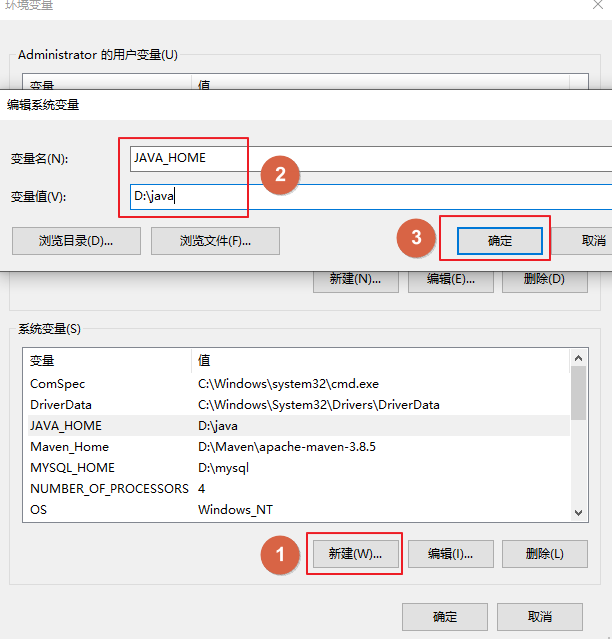 环境变量
Administrator 的用户变量(U)
变量 值
编辑系统变量
变量名(N): JAVA_HOME
2
变量值(V): D:\java
浏览目录(D)... 浏览文件(F)... 3 确定 取消
新建(N)... 编辑(E)... 删除(D)
系统变量(S)
变量 值
ComSpec C:\Windows\system32\cmd.exe
DriverData C:\Windows\System32\Drivers\DriverData
JAVA_HOME D:\java
Maven_Home D:\Maven\apache-maven-3.8.5
MYSQL_HOME D:\mysql
NUMBER_OF_PROCESSORS 4
OS Windows_NT
1 新建(W)... 编辑(I)... 删除(L)
确定 取消